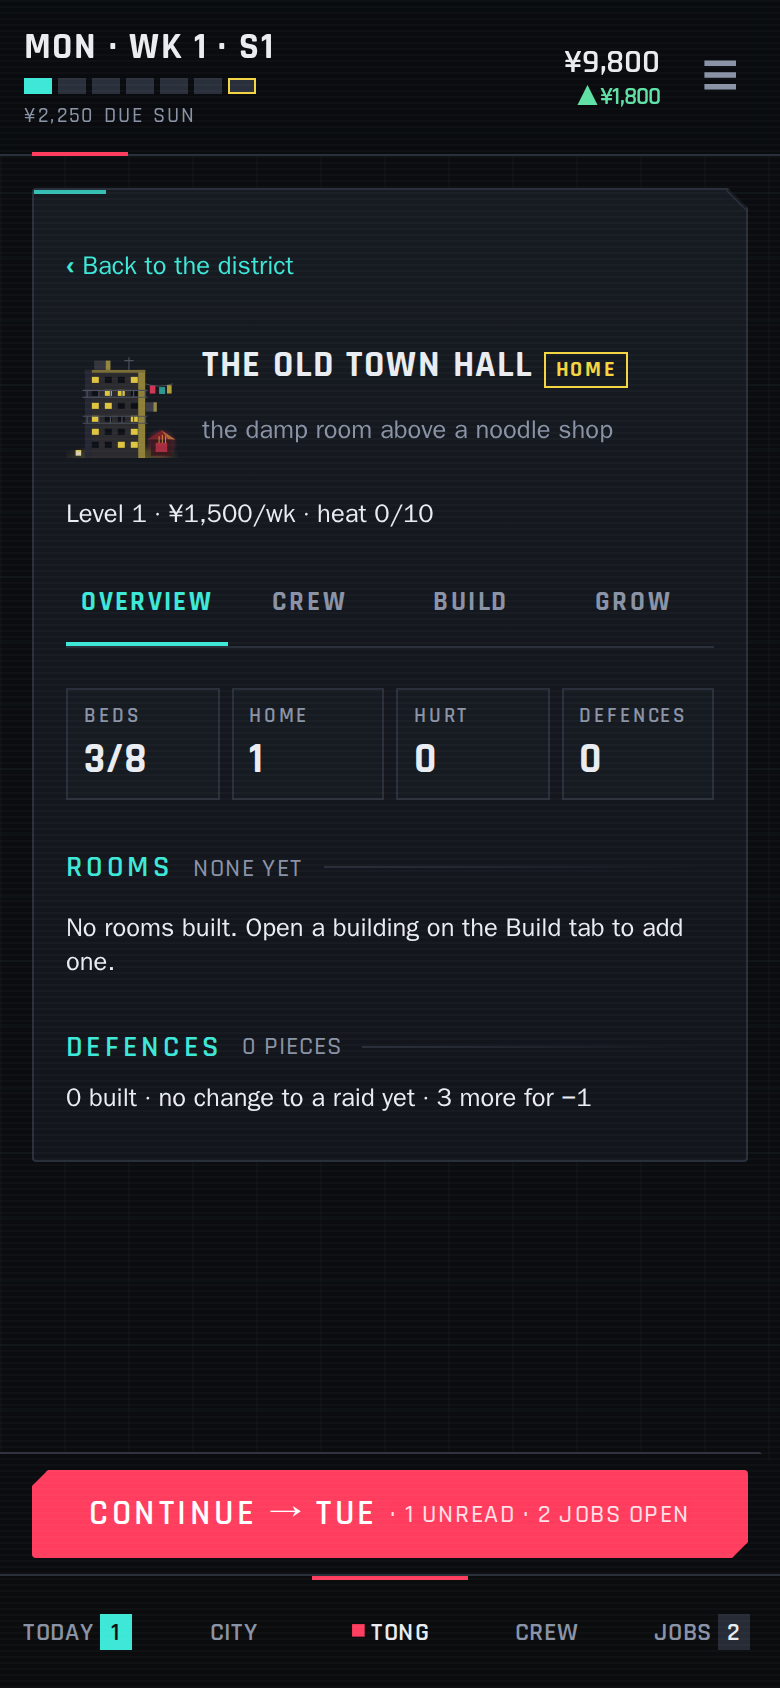 MON · WK 1 · S1
¥2,250 DUE SUN
¥9,800
▲¥1,800
‹ Back to the district
THE OLD TOWN HALL HOME
the damp room above a noodle shop
Level 1 · ¥1,500/wk · heat 0/10
OVERVIEW CREW BUILD GROW
BEDS HOME HURT DEFENCES
3/8 1 0 0
ROOMS NONE YET
No rooms built. Open a building on the Build tab to add
one.
DEFENCES 0 PIECES
0 built · no change to a raid yet · 3 more for −1
CONTINUE → TUE · 1 UNREAD · 2 JOBS OPEN
TODAY 1 CITY TONG CREW JOBS 2